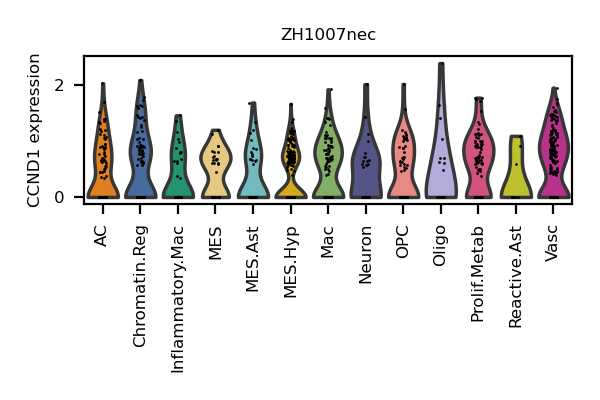 ZH1007nec
CCND1 expression
2
0
AC
Chromatin.Reg
Inflammatory.Mac
MES
MES.Ast
MES.Hyp
Mac
Neuron
OPC
Oligo
Prolif.Metab
Reactive.Ast
Vasc